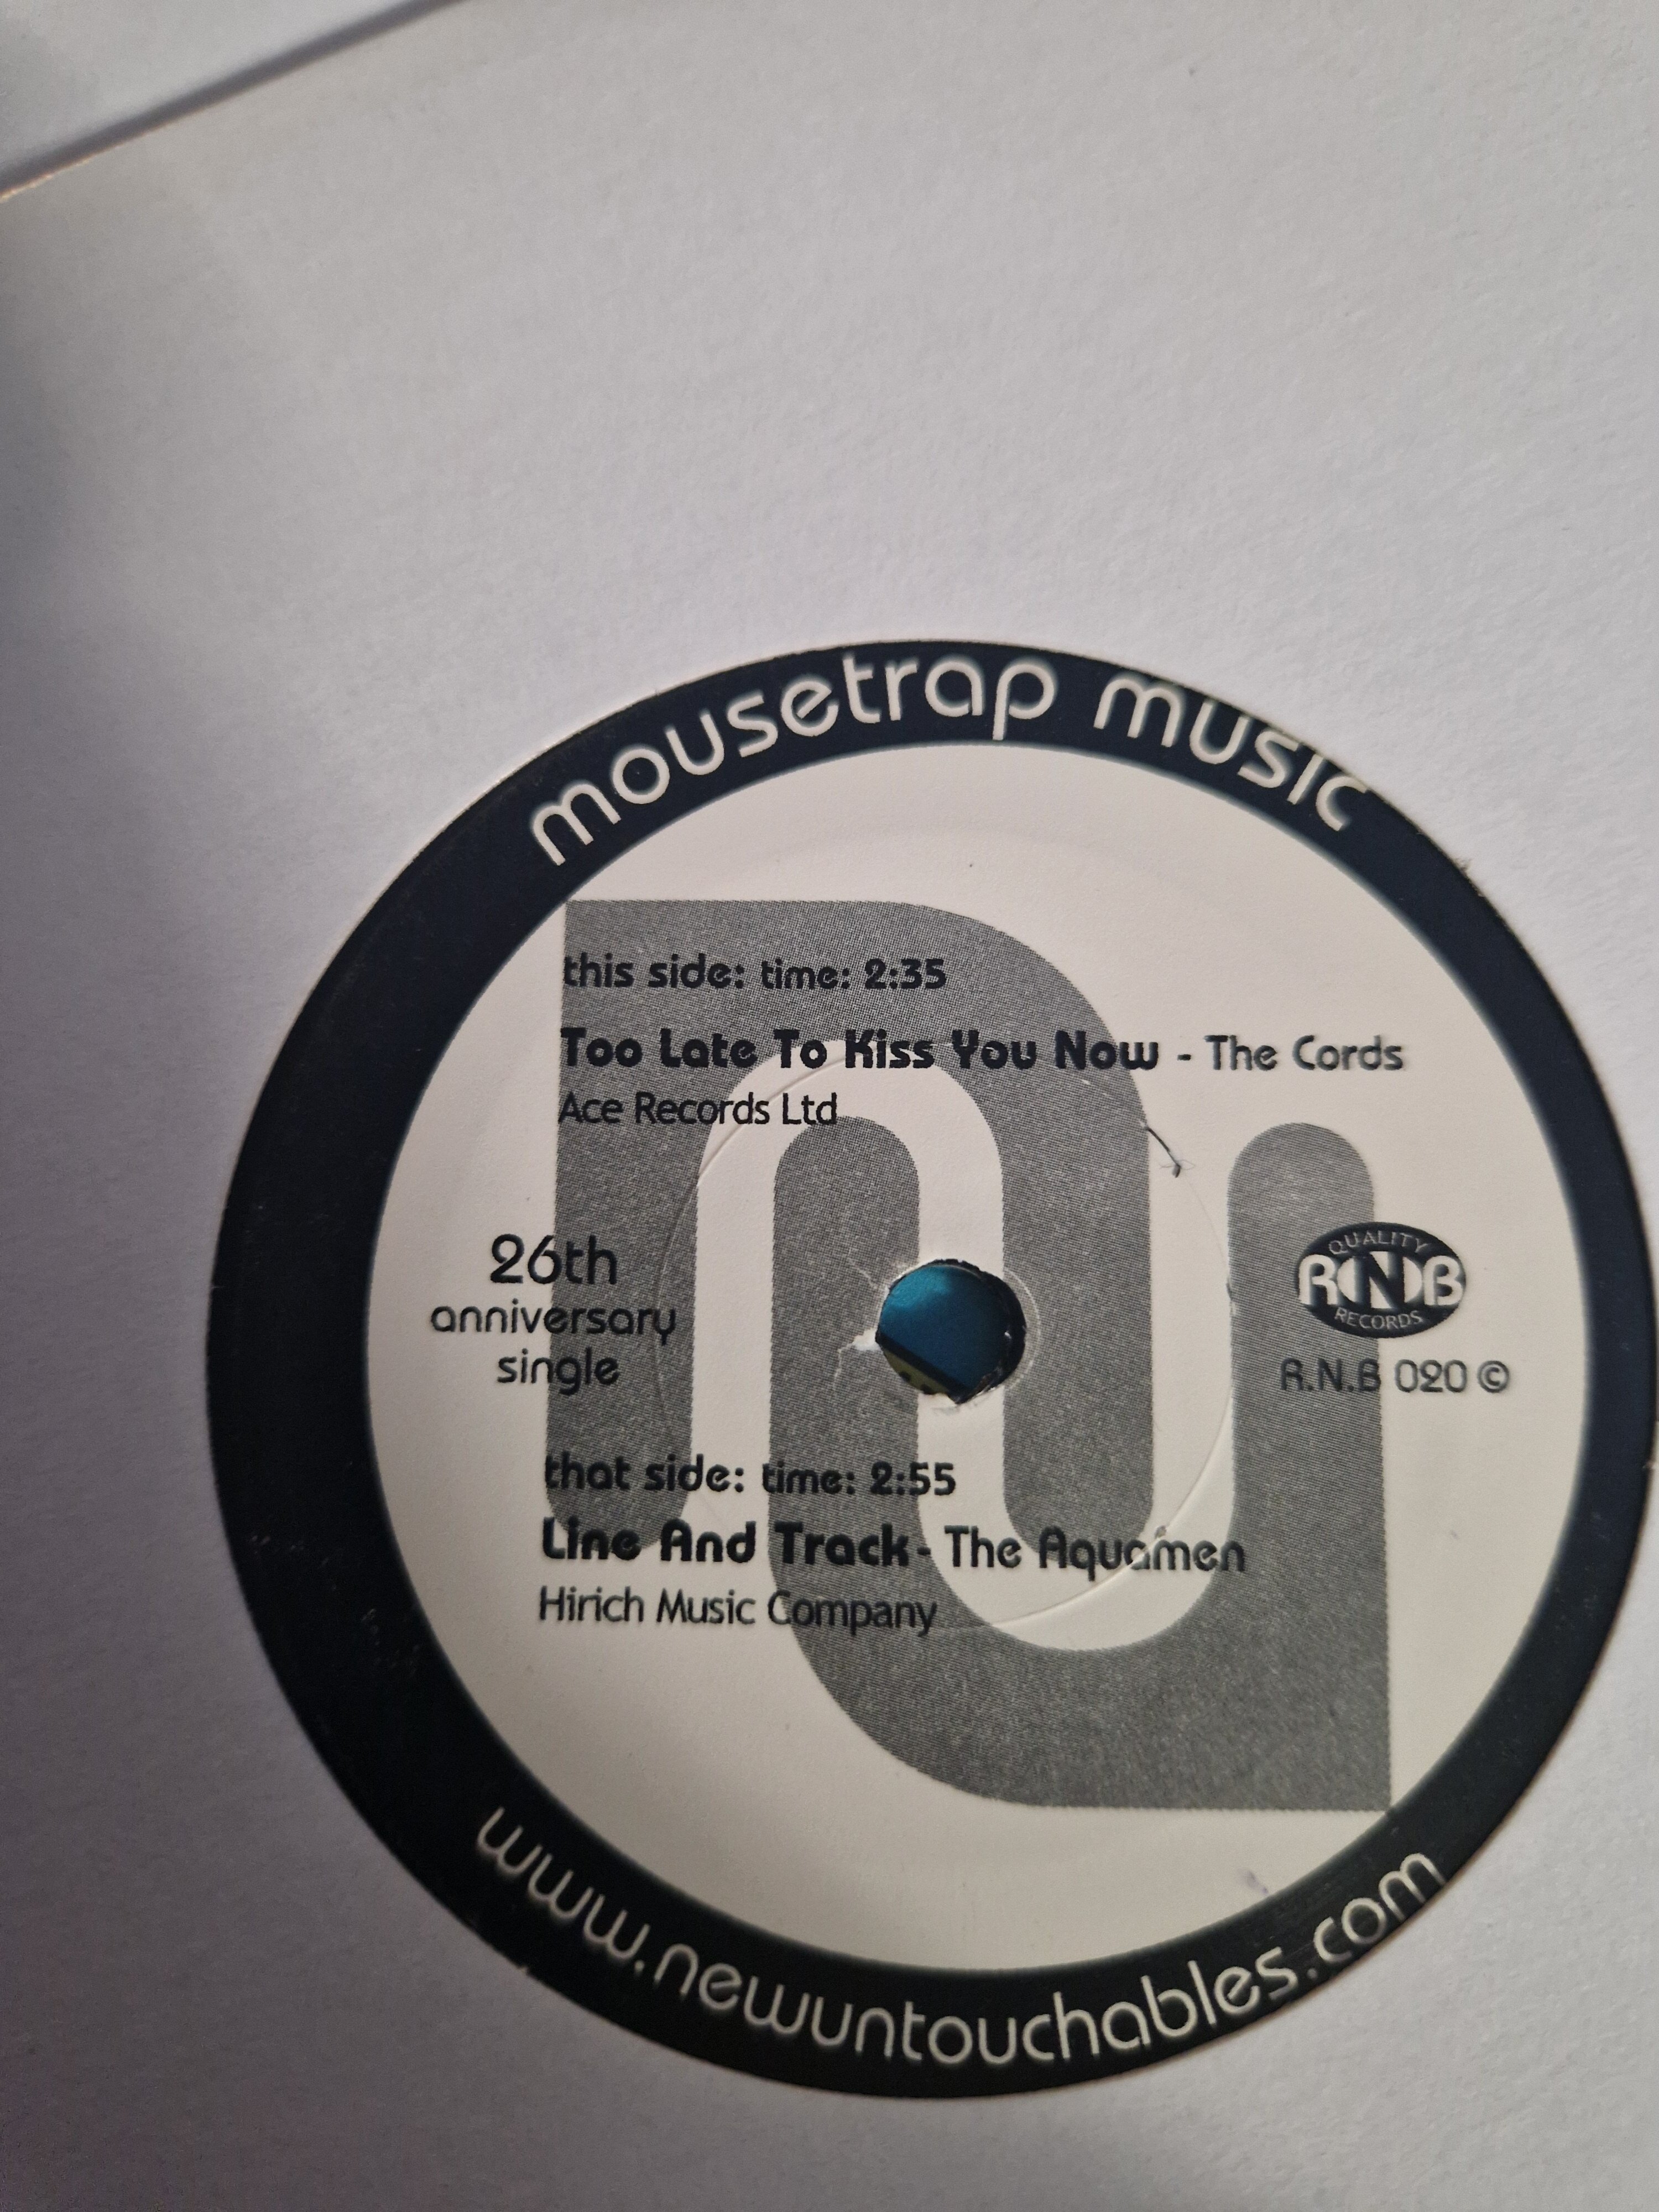 mousetrap music
this side: time: 2:35
Too Late To Kiss You Now - The Cords
Ace Records Ltd
26th
anniversary
single
QUALITY
RNB
RECORDS
R.N.B 020 ©
that side: time: 2:55
Line And Track - The Aquamen
Hirich Music Company
www.newuntouchables.com